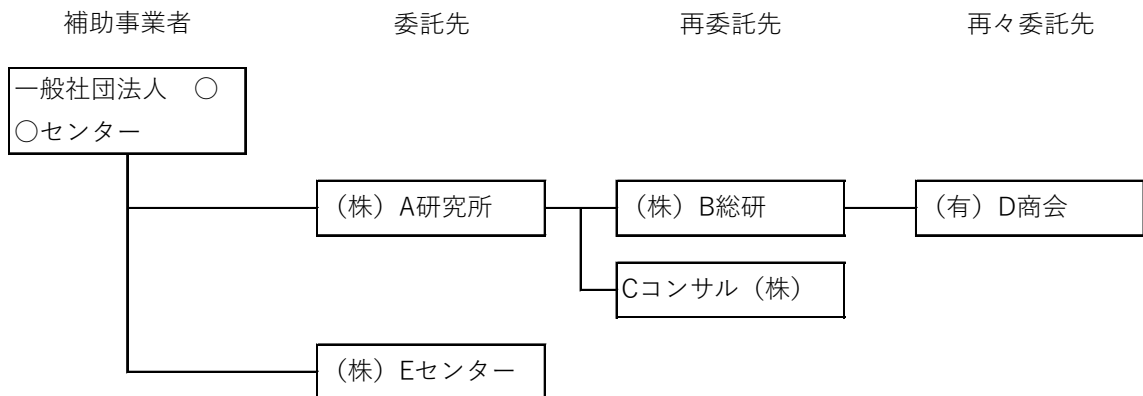 補助事業者 委託先 再委託先 再々委託先
一般社団法人　○
○センター
（株）A研究所
（株）B総研
（有）D商会
Cコンサル（株）
（株）Eセンター